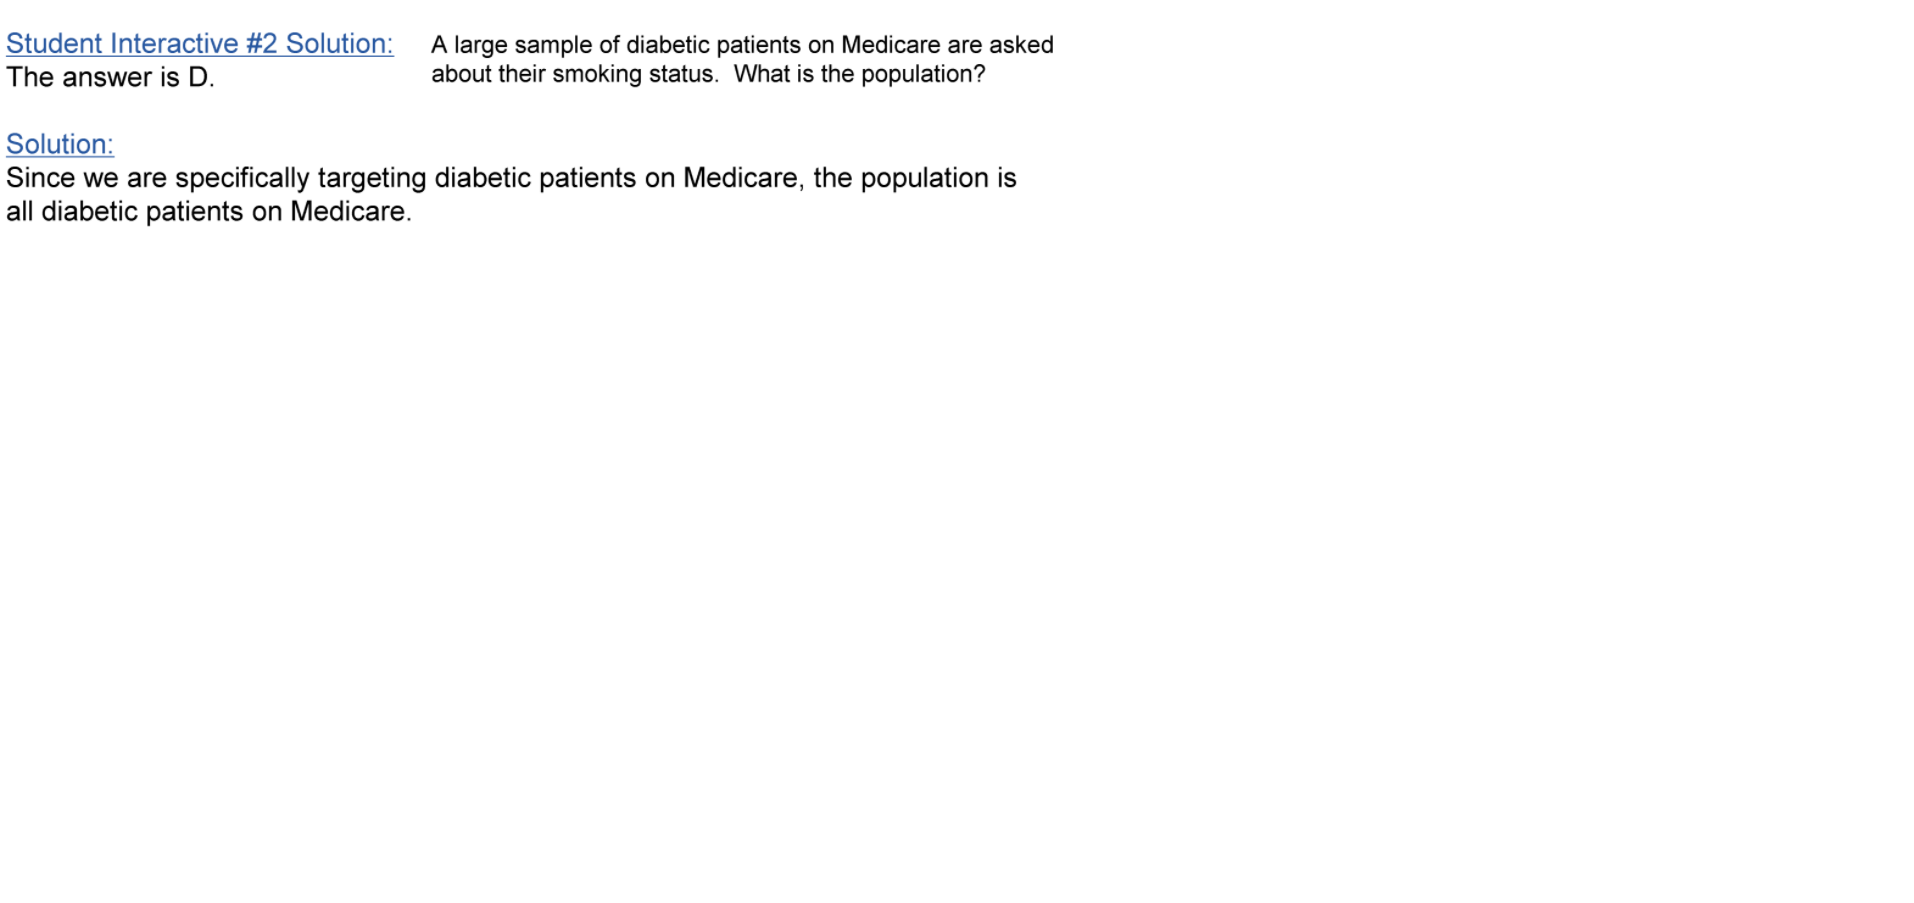 Student Interactive #2 Solution:
The answer is D.
A large sample of diabetic patients on Medicare are asked
about their smoking status.  What is the population?
Solution:
Since we are specifically targeting diabetic patients on Medicare, the population is
all diabetic patients on Medicare.